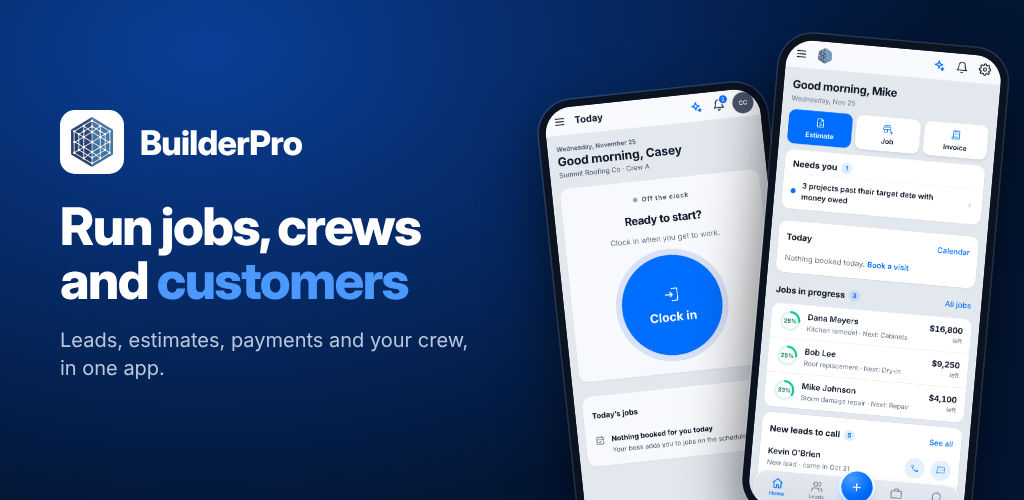 BuilderPro
Run jobs, crews
and customers
Leads, estimates, payments and your crew,
in one app.
Today
2
CC
Wednesday, November 25
Good morning, Casey
Summit Roofing Co · Crew A
Off the clock
Ready to start?
Clock in when you get to work.
Clock in
Today's jobs
Nothing booked for you today
Your boss adds you to jobs on the schedule
Good morning, Mike
Wednesday, Nov 25
Estimate
Job
Invoice
Needs you 1
3 projects past their target date with
money owed
Today
Calendar
Nothing booked today. Book a visit
Jobs in progress 3
All jobs
25%
Dana Meyers
$16,800
Kitchen remodel · Next: Cabinets
left
25%
Bob Lee
$9,250
Roof replacement · Next: Dry-in
left
33%
Mike Johnson
$4,100
Storm damage repair · Next: Repair
left
New leads to call 5
See all
Kevin O'Brien
New lead · came in Oct 31
Home
Leads